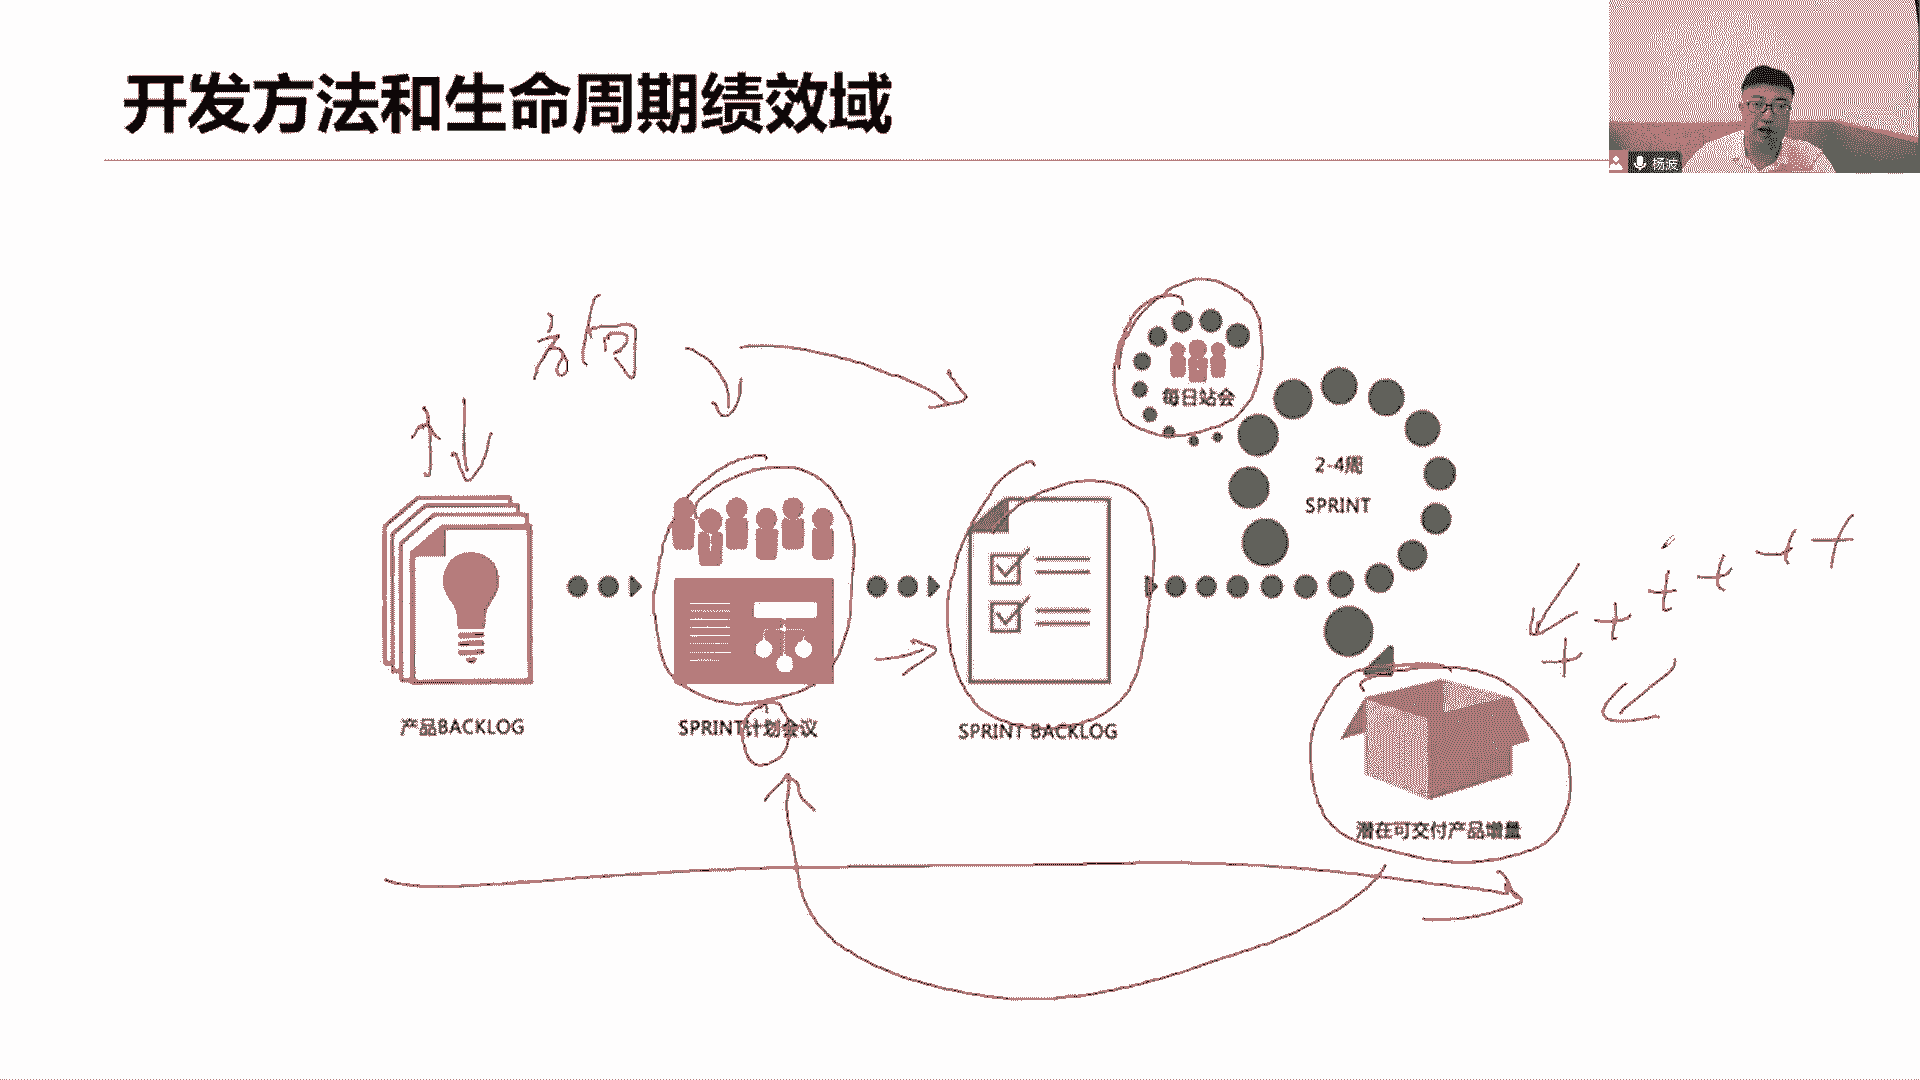 开发方法和生命周期绩效域
杨波
方向
每日站会
2-4周
SPRINT
产品BACKLOG
SPRINT计划会议
SPRINT BACKLOG
潜在可交付产品增量
+ + + + + +